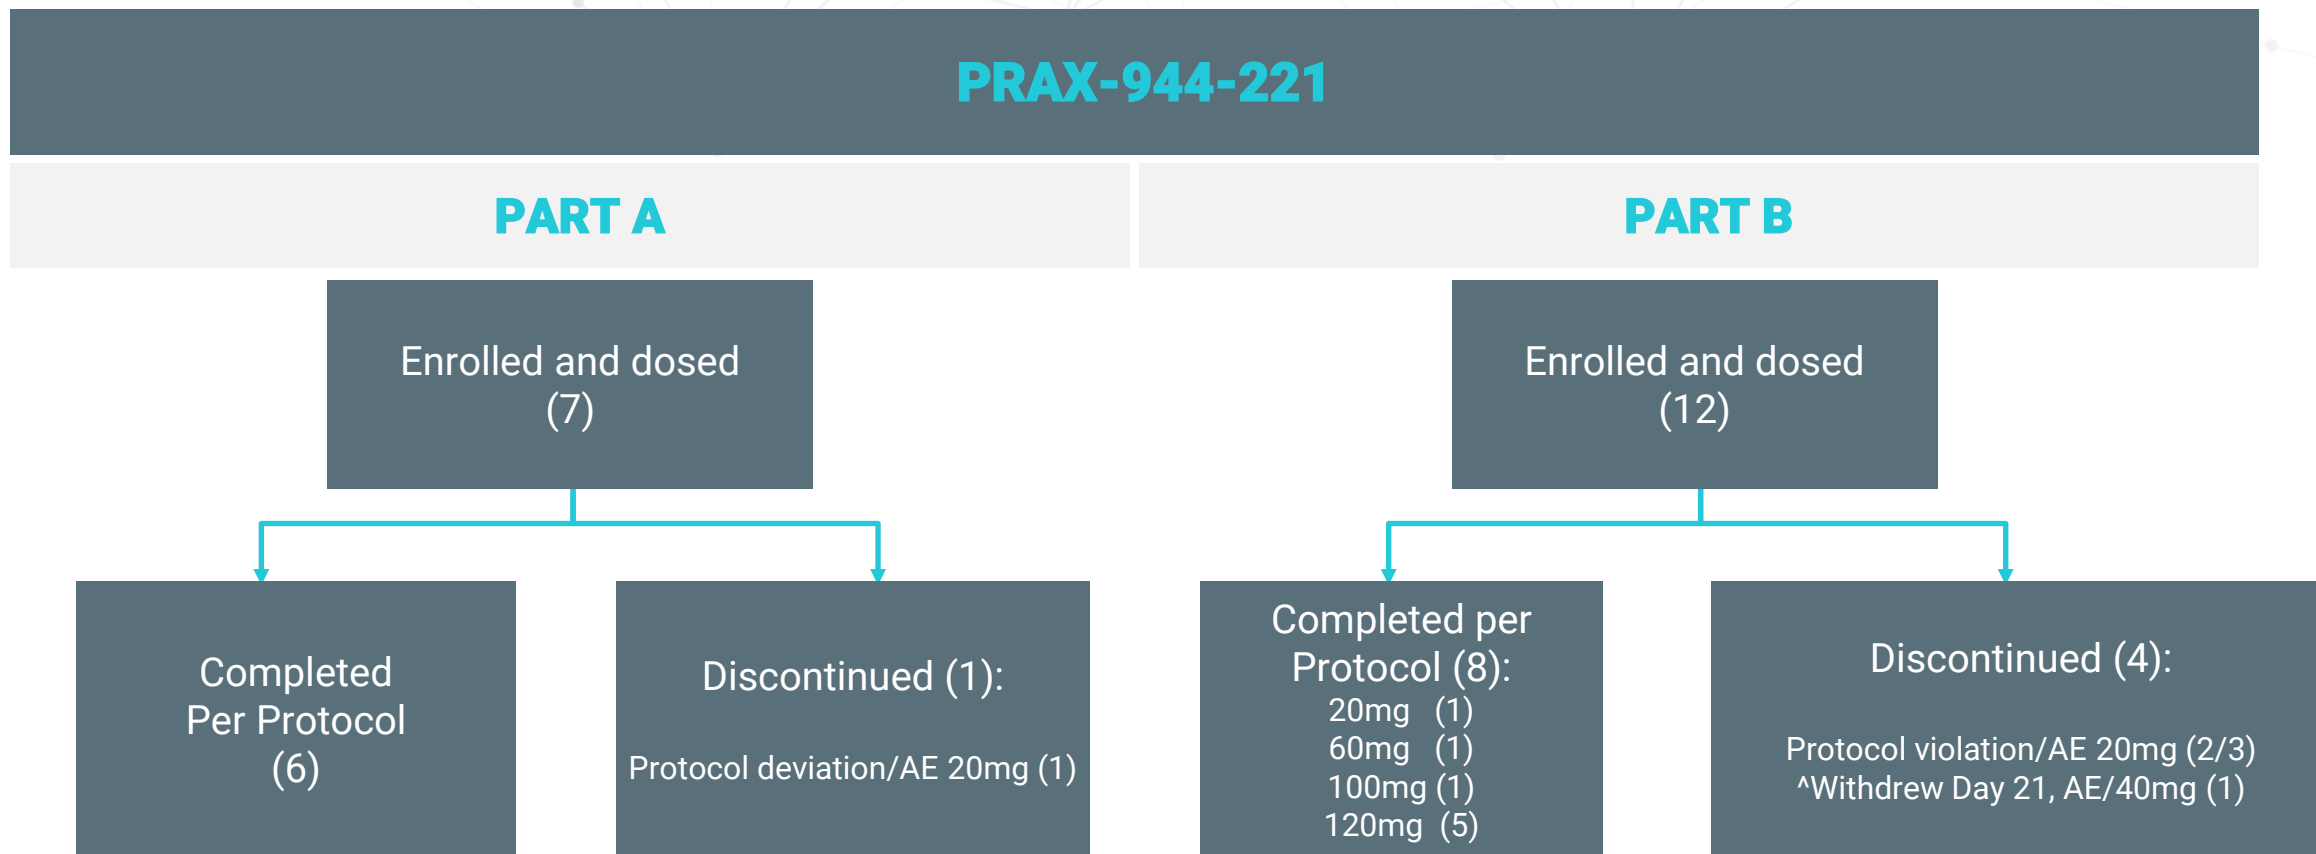 PRAX-944-221
PART A
PART B
Enrolled and dosed
(7)
Enrolled and dosed
(12)
Completed
Per Protocol
(6)
Discontinued (1):
Protocol deviation/AE 20mg (1)
Completed per
Protocol (8):
20mg (1)
60mg (1)
100mg (1)
120mg (5)
Discontinued (4):
Protocol violation/AE 20mg (2/3)
^Withdrew Day 21, AE/40mg (1)